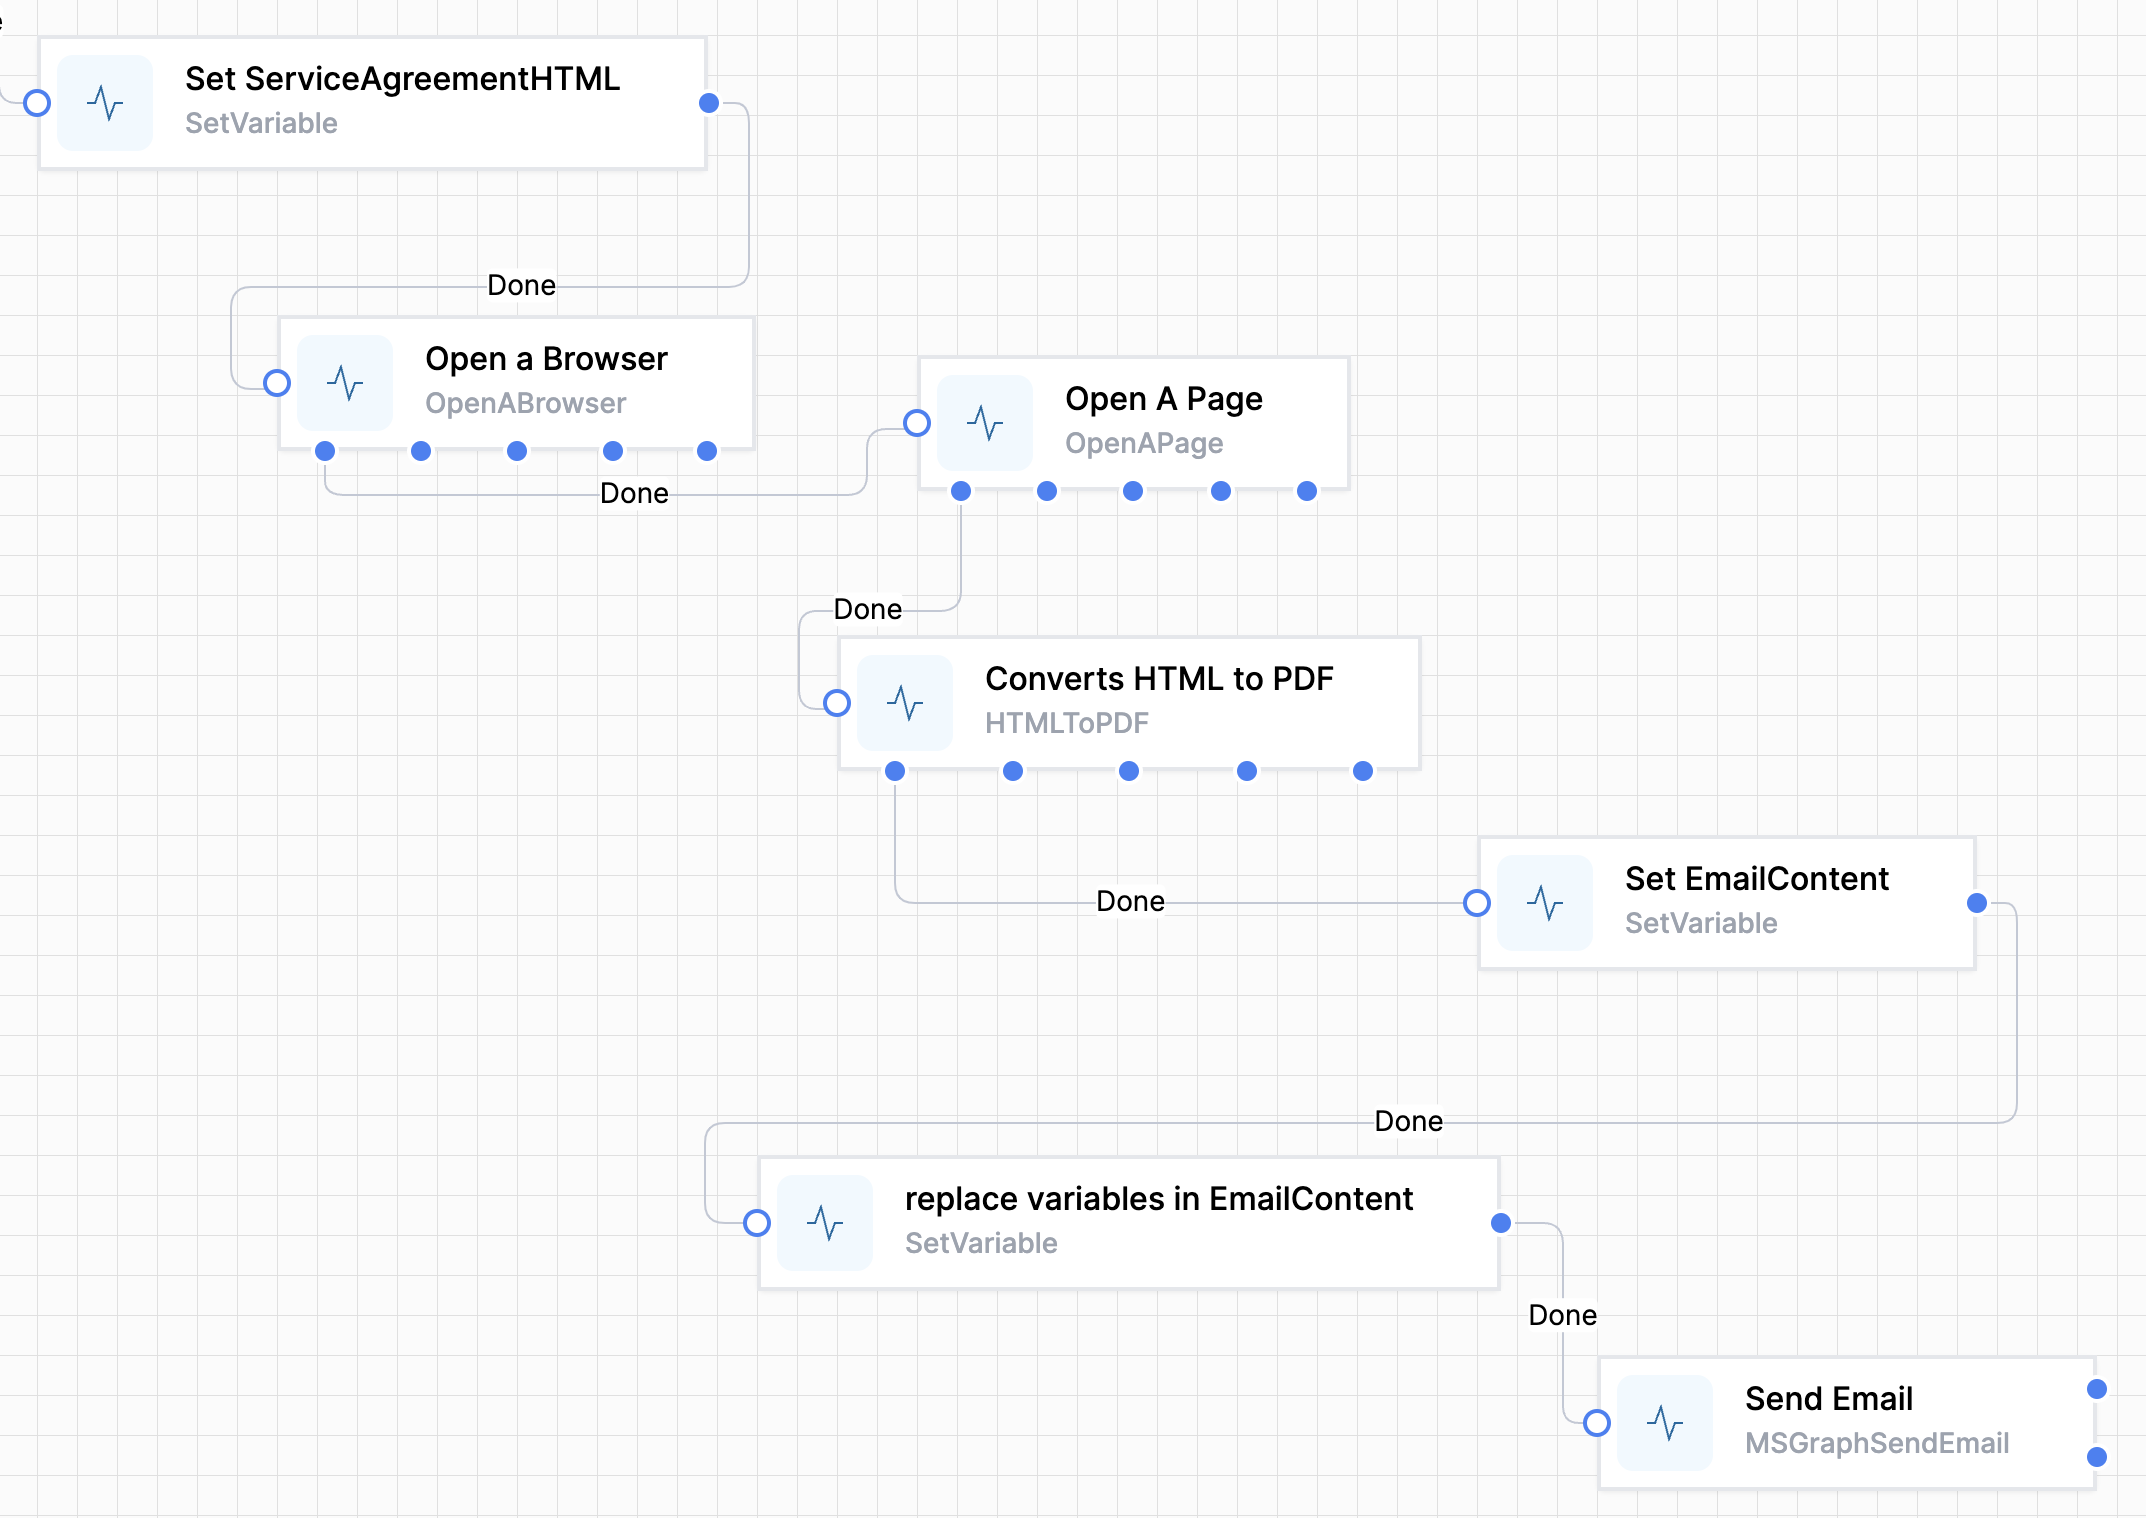 Set ServiceAgreementHTML
SetVariable
Done
Open a Browser
OpenABrowser
Done
Open A Page
OpenAPage
Done
Converts HTML to PDF
HTMLToPDF
Done
Set EmailContent
SetVariable
Done
replace variables in EmailContent
SetVariable
Done
Send Email
MSGraphSendEmail